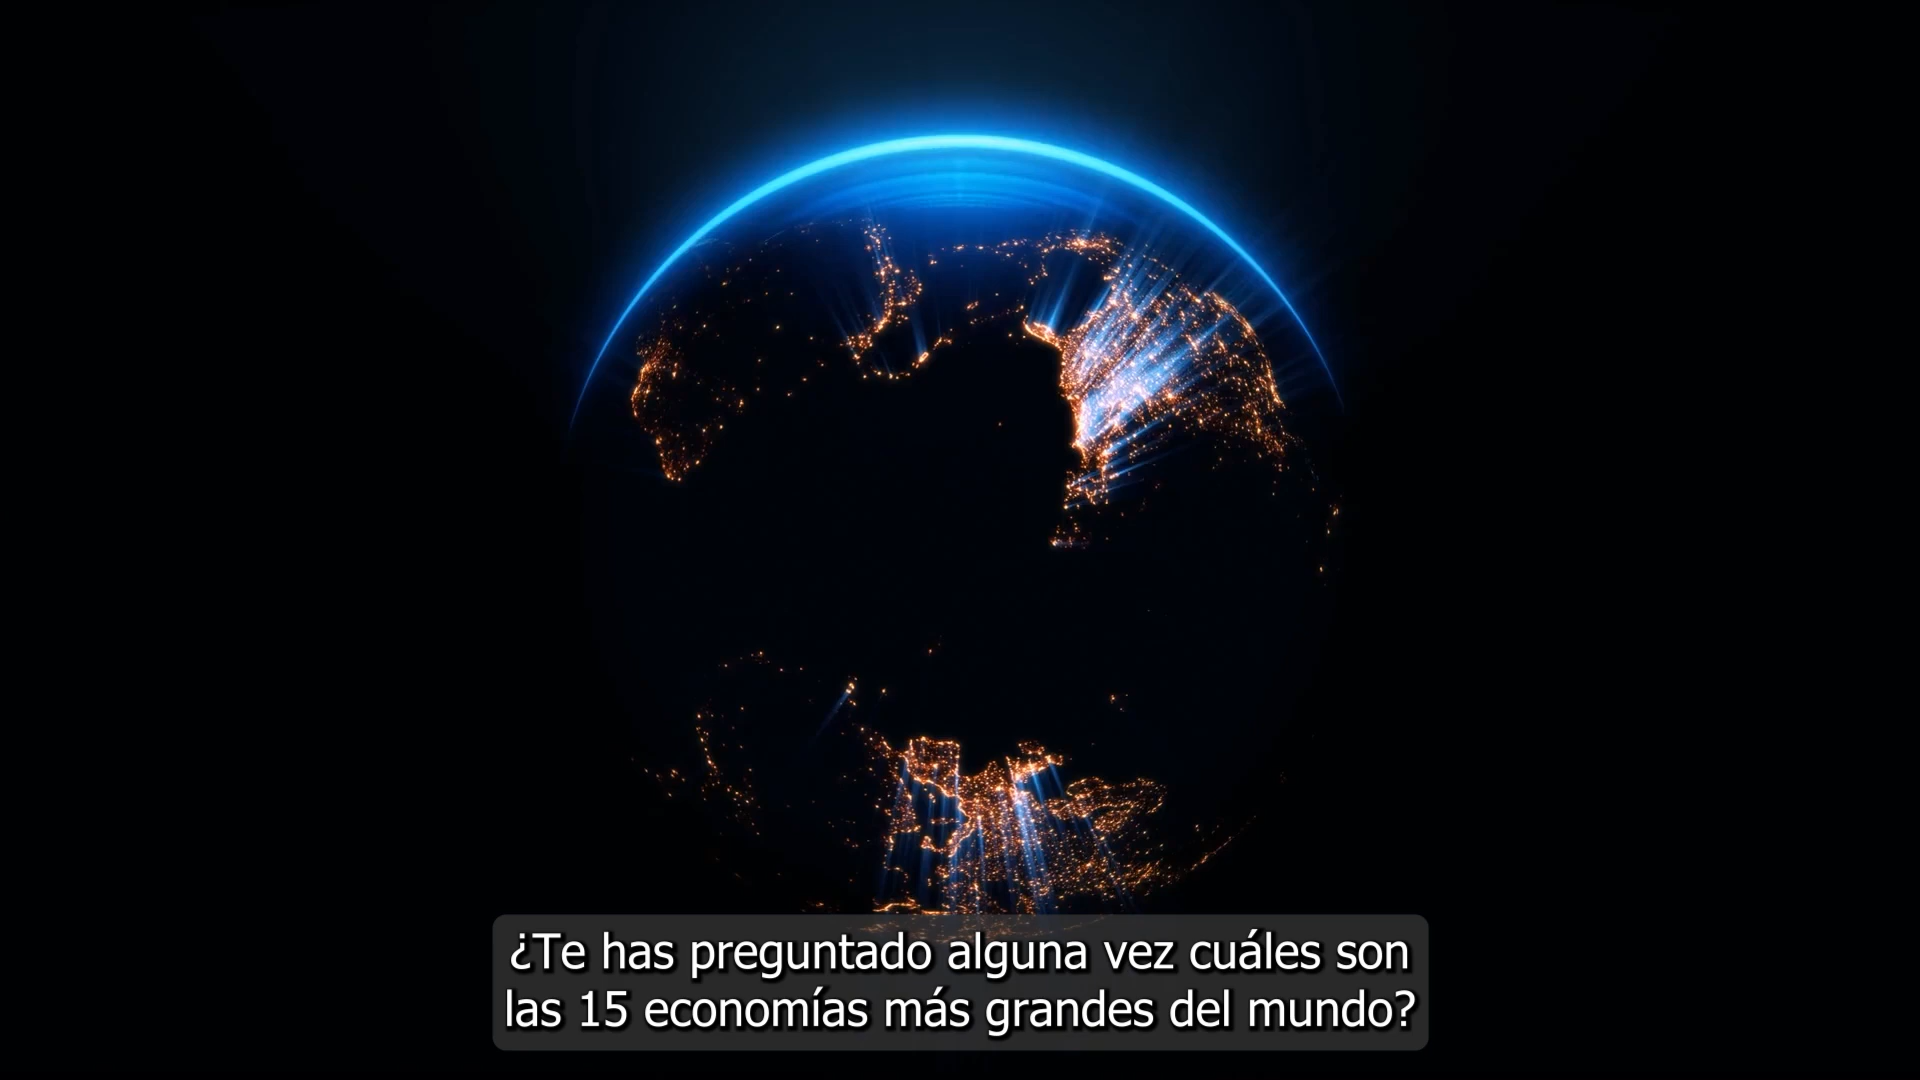 ¿Te has preguntado alguna vez cuáles son
las 15 economías más grandes del mundo?